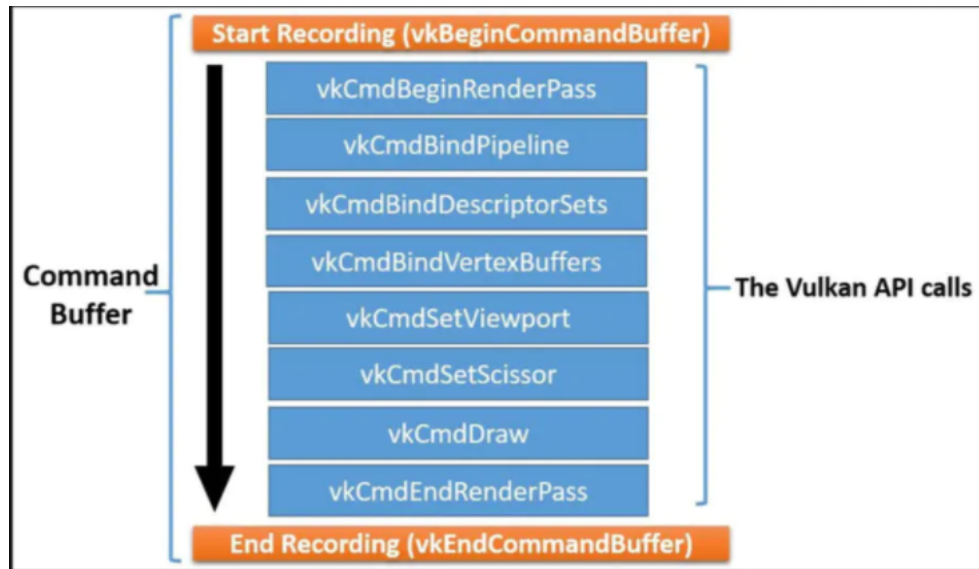 Start Recording (vkBeginCommandBuffer)
vkCmdBeginRenderPass
vkCmdBindPipeline
vkCmdBindDescriptorSets
vkCmdBindVertexBuffers
vkCmdSetViewport
vkCmdSetScissor
vkCmdDraw
vkCmdEndRenderPass
End Recording (vkEndCommandBuffer)
Command
Buffer
The Vulkan API calls